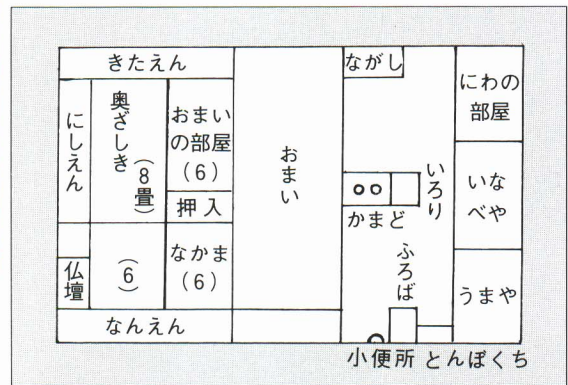 きたえん
にしえん
奥ざしき
(8畳)
おまい
の部屋
(6)
押入
仏壇
(6)
なかま
(6)
なんえん
おまい
ながし
かまど
いろり
ふろば
小便所
とんぼくち
にわの
部屋
いな
べや
うまや